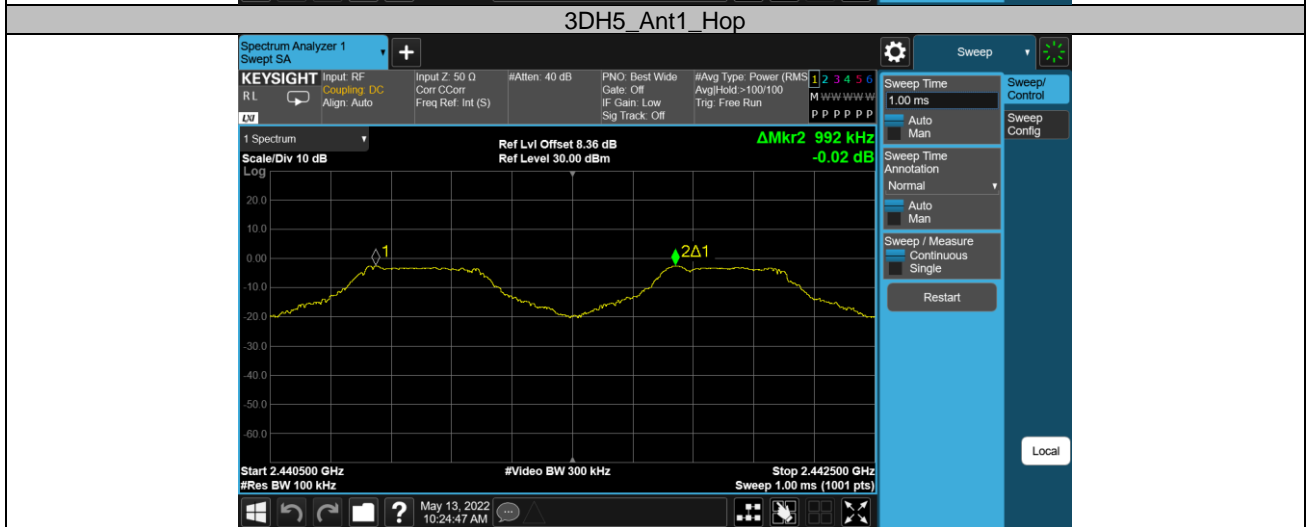 3DH5_Ant1_Hop
Spectrum Analyzer 1
Swept SA
+
Sweep
KEYSIGHT
RL
LXI
Input: RF
Coupling: DC
Align: Auto
Input Z: 50 Ω
Corr CCorr
Freq Ref: Int (S)
#Atten: 40 dB
PNO: Best Wide
Gate: Off
IF Gain: Low
Sig Track: Off
#Avg Type: Power (RMS
Avg|Hold:>100/100
Trig: Free Run
1 2 3 4 5 6
M W W W W W
P P P P P P
1 Spectrum
Scale/Div 10 dB
Ref Lvl Offset 8.36 dB
Ref Level 30.00 dBm
ΔMkr2 992 kHz
-0.02 dB
Log
20.0
10.0
0.00
-10.0
-20.0
-30.0
-40.0
-50.0
-60.0
1
2Δ1
Start 2.440500 GHz
#Res BW 100 kHz
#Video BW 300 kHz
Stop 2.442500 GHz
Sweep 1.00 ms (1001 pts)
Sweep Time
1.00 ms
Auto
Man
Sweep Time
Annotation
Normal
Auto
Man
Sweep / Measure
Continuous
Single
Restart
Sweep/
Control
Sweep
Config
Local
?
May 13, 2022
10:24:47 AM